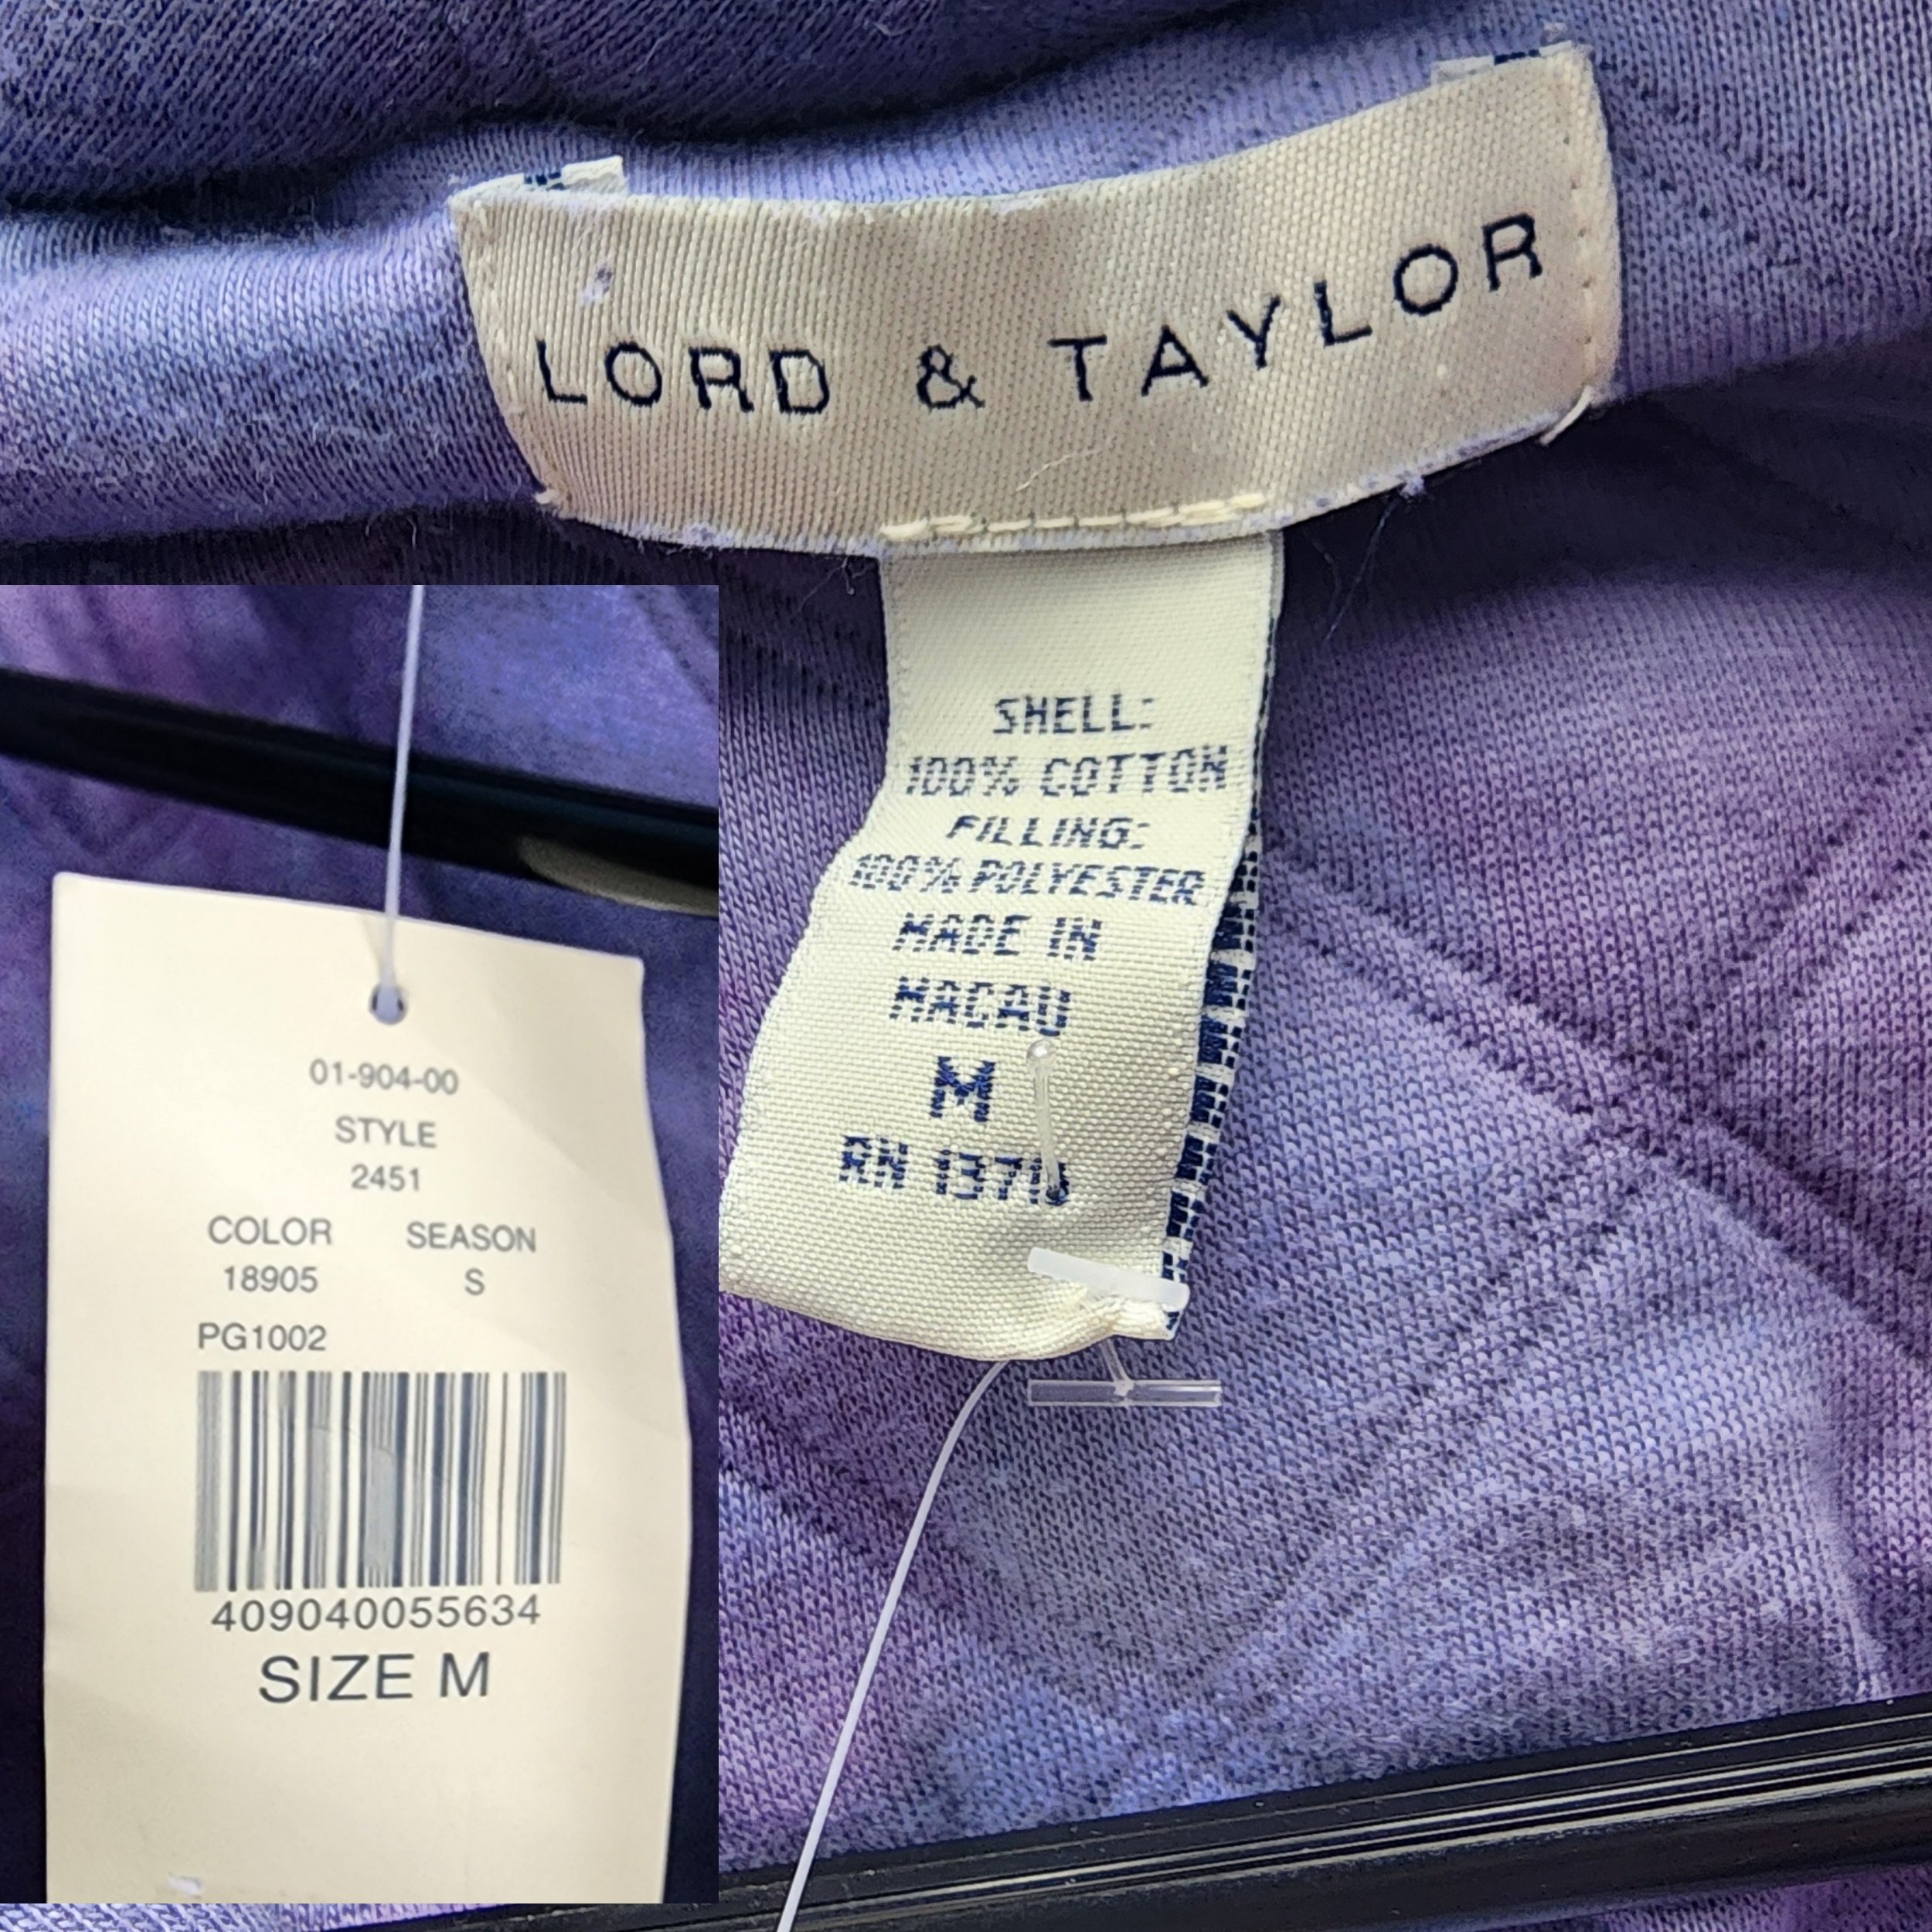 LORD & TAYLOR
SHELL:
100% COTTON
FILLING:
100% POLYESTER
MADE IN
MACAU
M
RN
01-904-00
STYLE
2451
COLOR SEASON
18905 S
PG1002
409040055634
SIZE M